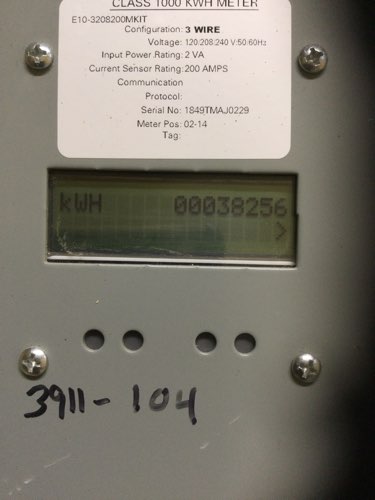 CLASS 1000 KWH METER
E10-3208200MKIT
Configuration: 3 WIRE
Voltage: 120:208:240 V:50:60Hz
Input Power Rating: 2 VA
Current Sensor Rating: 200 AMPS
Communication
Protocol:
Serial No: 1849TMAJ0229
Meter Pos: 02-14
Tag:
kWH 00038256
>
3911-104